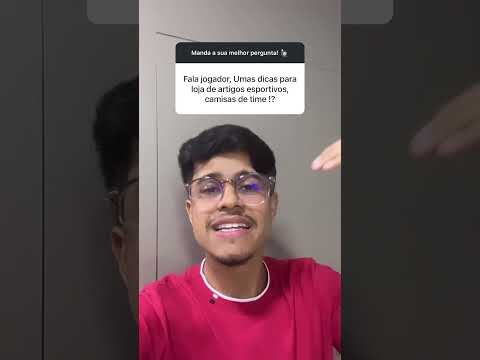 Manda a sua melhor pergunta!
Fala jogador, Umas dicas para
loja de artigos esportivos,
camisas de time !?